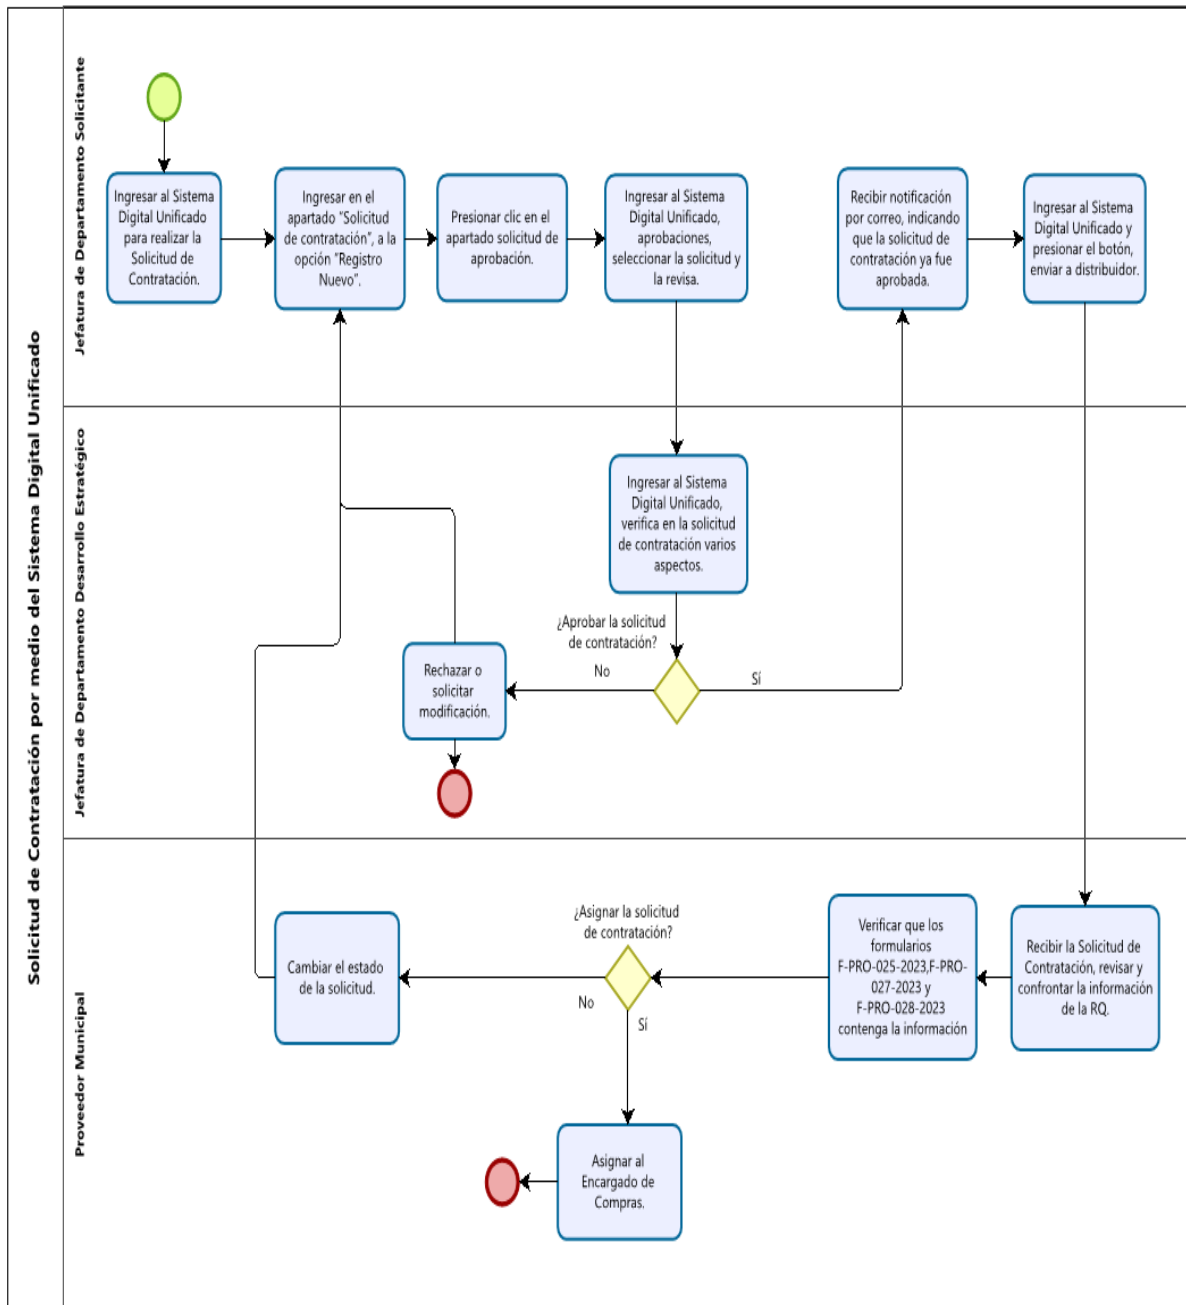 Solicitud de Contratación por medio del Sistema Digital Unificado
Jefatura de Departamento Solicitante
Ingresar al Sistema
Digital Unificado
para realizar la
Solicitud de
Contratación.
Ingresar en el
apartado "Solicitud
de contratación", a la
opción "Registro
Nuevo".
Presionar clic en el
apartado solicitud de
aprobación.
Ingresar al Sistema
Digital Unificado,
aprobaciones,
seleccionar la solicitud y
la revisa.
Recibir notificación
por correo, indicando
que la solicitud de
contratación ya fue
aprobada.
Ingresar al Sistema
Digital Unificado y
presionar el botón,
enviar a distribuidor.
Jefatura de Departamento Desarrollo Estratégico
Ingresar al Sistema
Digital Unificado,
verifica en la solicitud
de contratación varios
aspectos.
¿Aprobar la solicitud
de contratación?
No
Sí
Rechazar o
solicitar
modificación.
Proveedor Municipal
Recibir la Solicitud de
Contratación, revisar y
confrontar la información
de la RQ.
Verificar que los
formularios
F-PRO-025-2023,F-PRO-
027-2023 y
F-PRO-028-2023
contenga la información
¿Asignar la solicitud
de contratación?
No
Sí
Cambiar el estado
de la solicitud.
Asignar al
Encargado de
Compras.